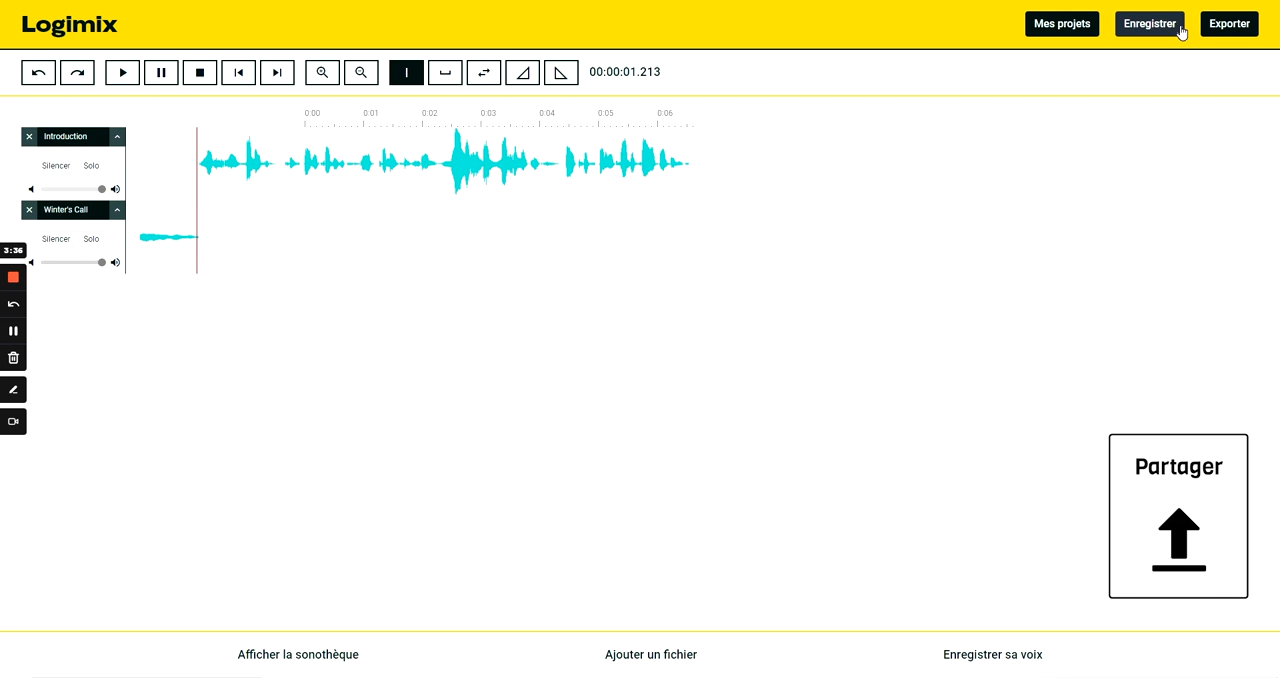 Logimix
Mes projets
Enregistrer
Exporter
00:00:01.213
0:00 0:01 0:02 0:03 0:04 0:05 0:06
Introduction
Silencer Solo
Winter's Call
Silencer Solo
3:36
Partager
Afficher la sonothèque
Ajouter un fichier
Enregistrer sa voix